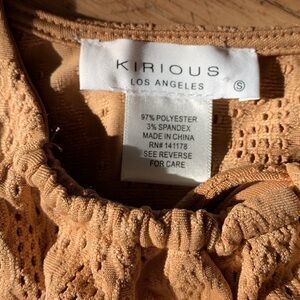 KIRIOUS
LOS ANGELES
S
97% POLYESTER
3% SPANDEX
MADE IN CHINA
RN# 141178
SEE REVERSE
FOR CARE